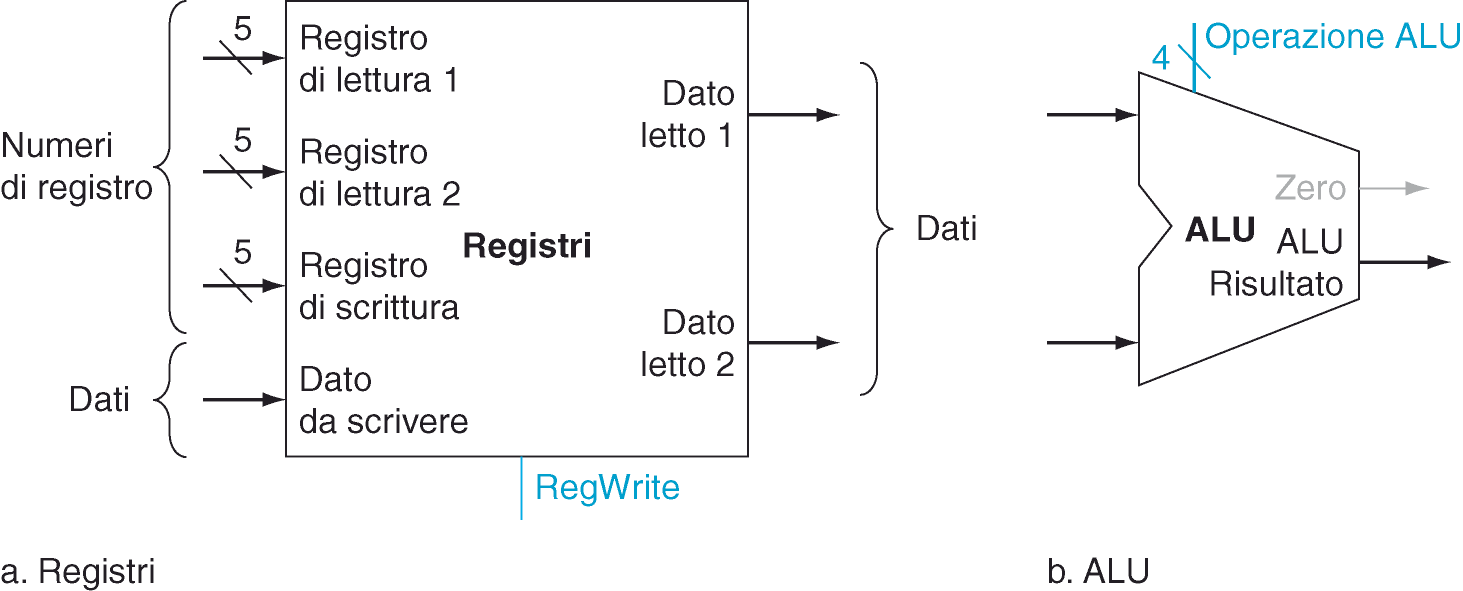 Numeri
di registro
Dati
5
5
5
Registro
di lettura 1
Registro
di lettura 2
Registro
di scrittura
Dato
da scrivere
Registri
Dato
letto 1
Dato
letto 2
RegWrite
Dati
4
Operazione ALU
Zero
ALU
ALU
Risultato
a. Registri
b. ALU